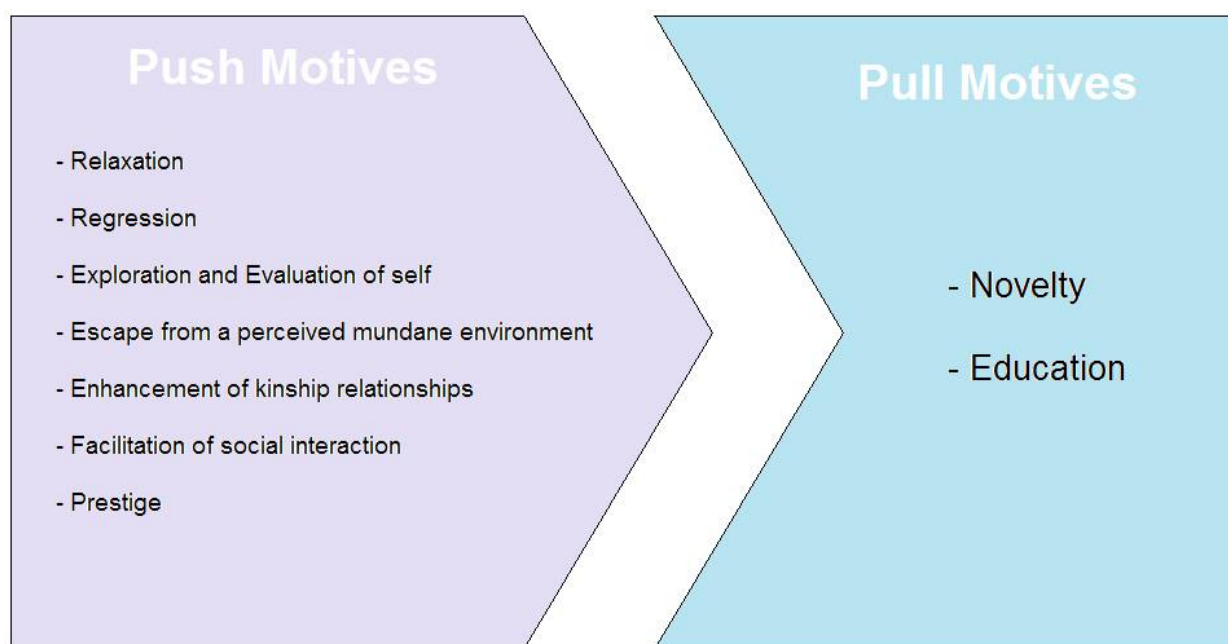 Push Motives
- Relaxation
- Regression
- Exploration and Evaluation of self
- Escape from a perceived mundane environment
- Enhancement of kinship relationships
- Facilitation of social interaction
- Prestige
Pull Motives
- Novelty
- Education